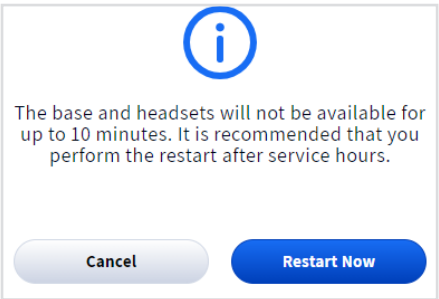 The base and headsets will not be available for
up to 10 minutes. It is recommended that you
perform the restart after service hours.
Cancel
Restart Now